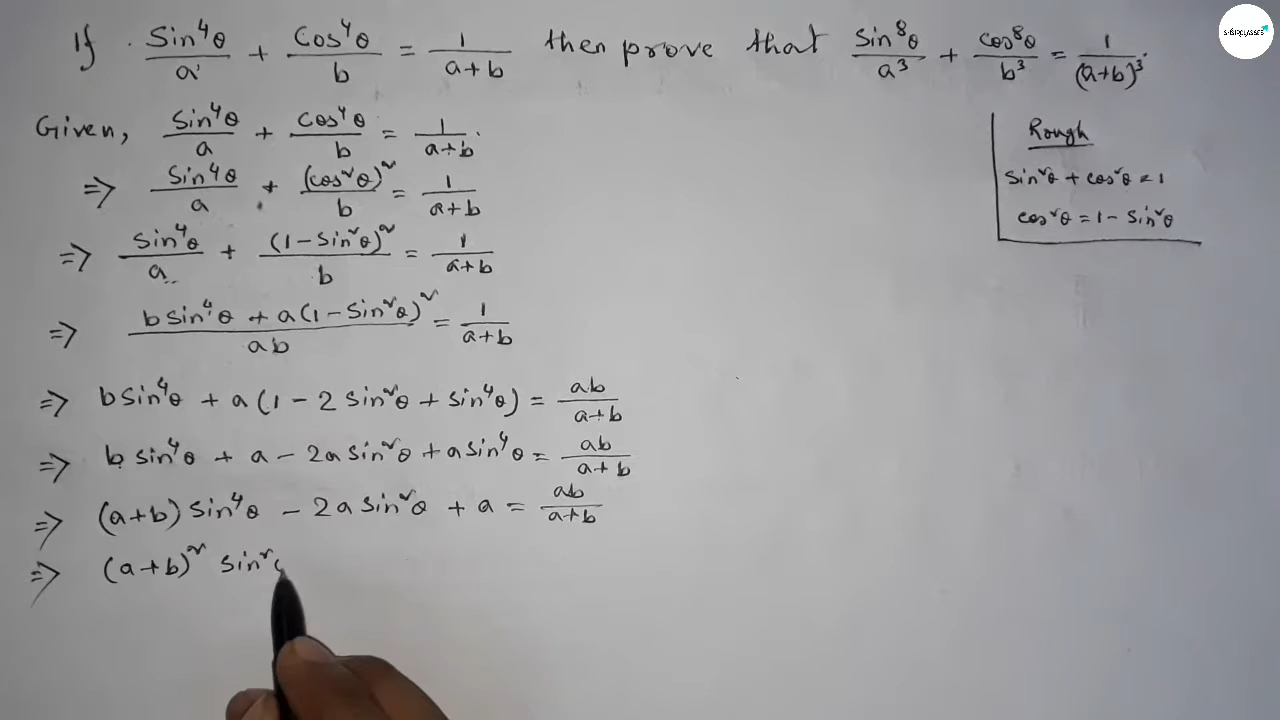 If sin⁴θ/a + cos⁴θ/b = 1/(a+b) then prove that sin⁸θ/a³ + cos⁸θ/b³ = 1/(a+b)³.
Given, sin⁴θ/a + cos⁴θ/b = 1/(a+b).
⇒ sin⁴θ/a + (cos²θ)²/b = 1/(a+b)
⇒ sin⁴θ/a + (1-sin²θ)²/b = 1/(a+b)
⇒ (b sin⁴θ + a(1-sin²θ)²)/ab = 1/(a+b)
⇒ b sin⁴θ + a(1 - 2 sin²θ + sin⁴θ) = ab/(a+b)
⇒ b sin⁴θ + a - 2a sin²θ + a sin⁴θ = ab/(a+b)
⇒ (a+b) sin⁴θ - 2a sin²θ + a = ab/(a+b)
⇒ (a+b)² sin²
Rough
sin²θ + cos²θ = 1
cos²θ = 1 - sin²θ